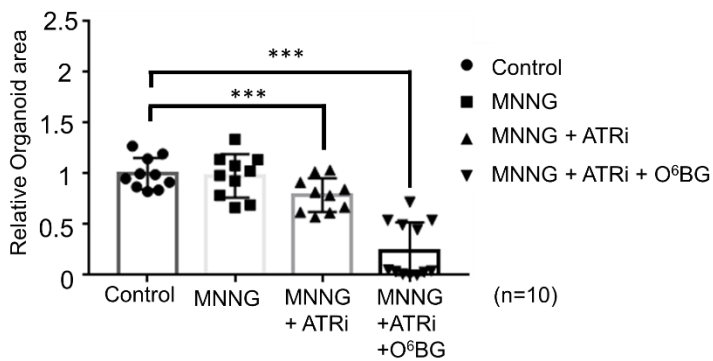 2.5
2
1.5
1
0.5
0
Relative Organoid area
***
***
Control
MNNG
MNNG + ATRi
MNNG + ATRi + O⁶BG
Control
MNNG
MNNG
+ ATRi
MNNG
+ATRi
+O⁶BG
(n=10)